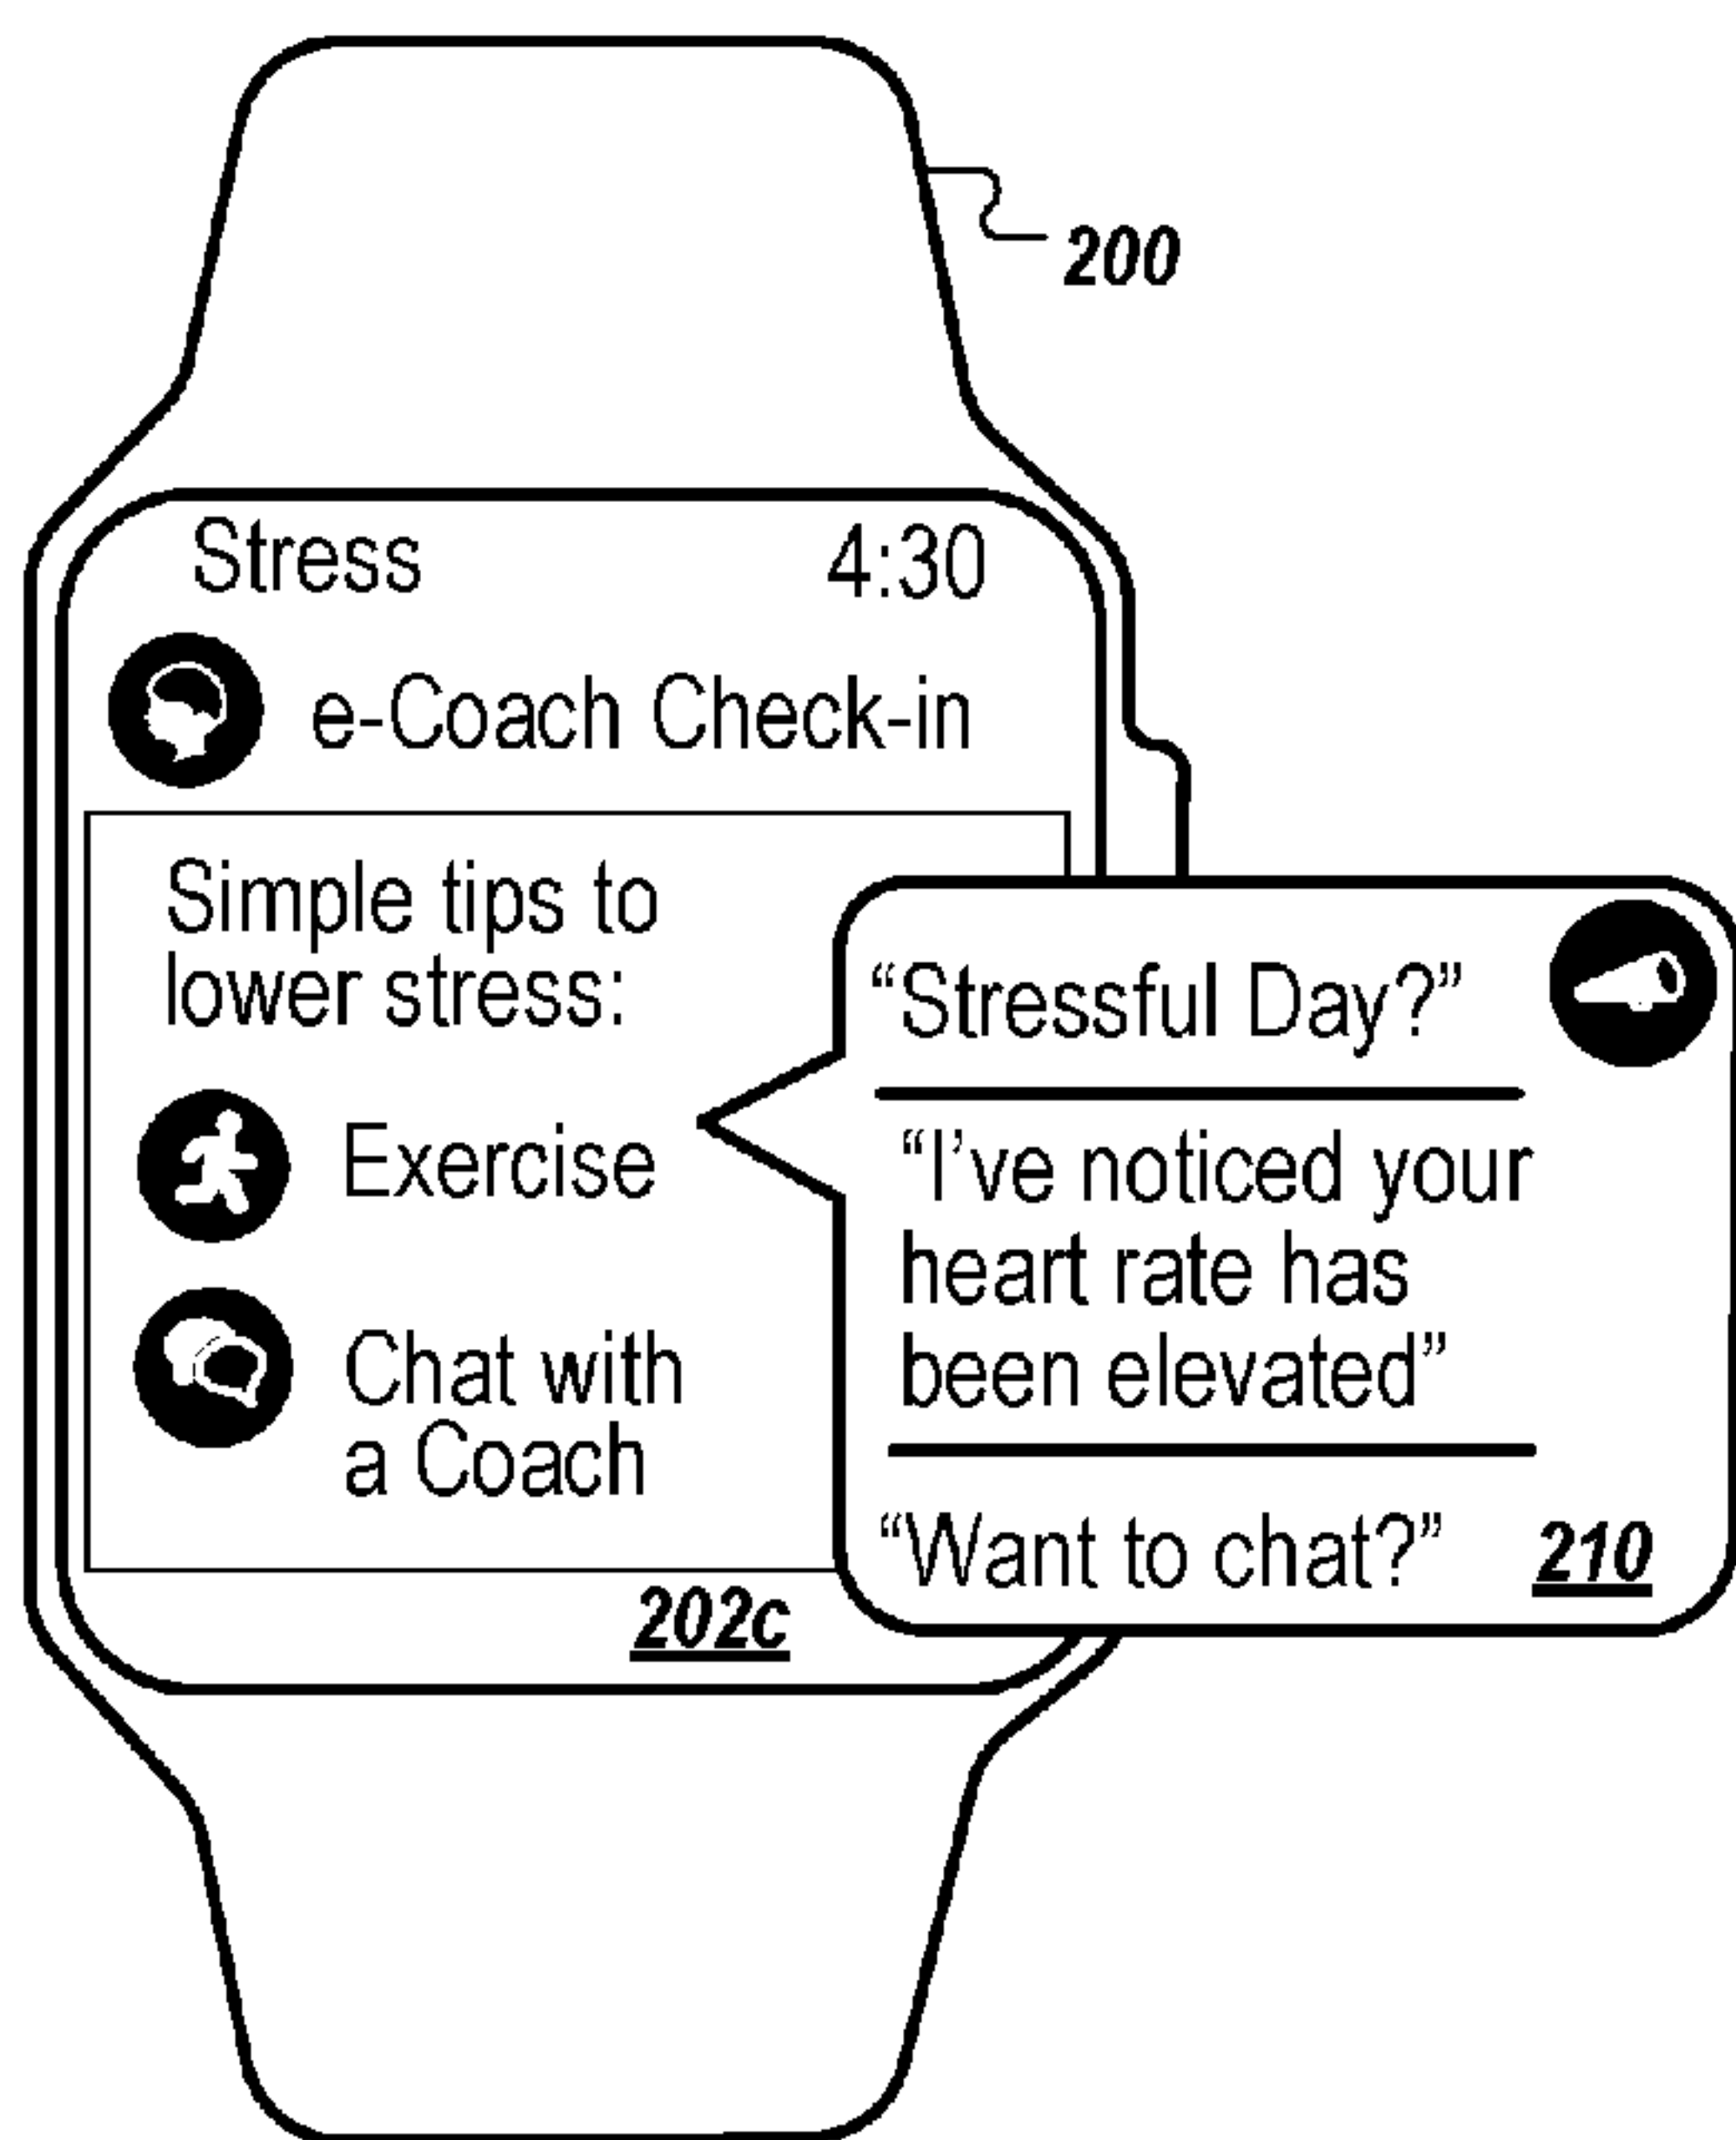 200
Stress 4:30
e-Coach Check-in
Simple tips to
lower stress:
Exercise
Chat with
a Coach
202c
“Stressful Day?”
“I’ve noticed your
heart rate has
been elevated”
“Want to chat?”
210